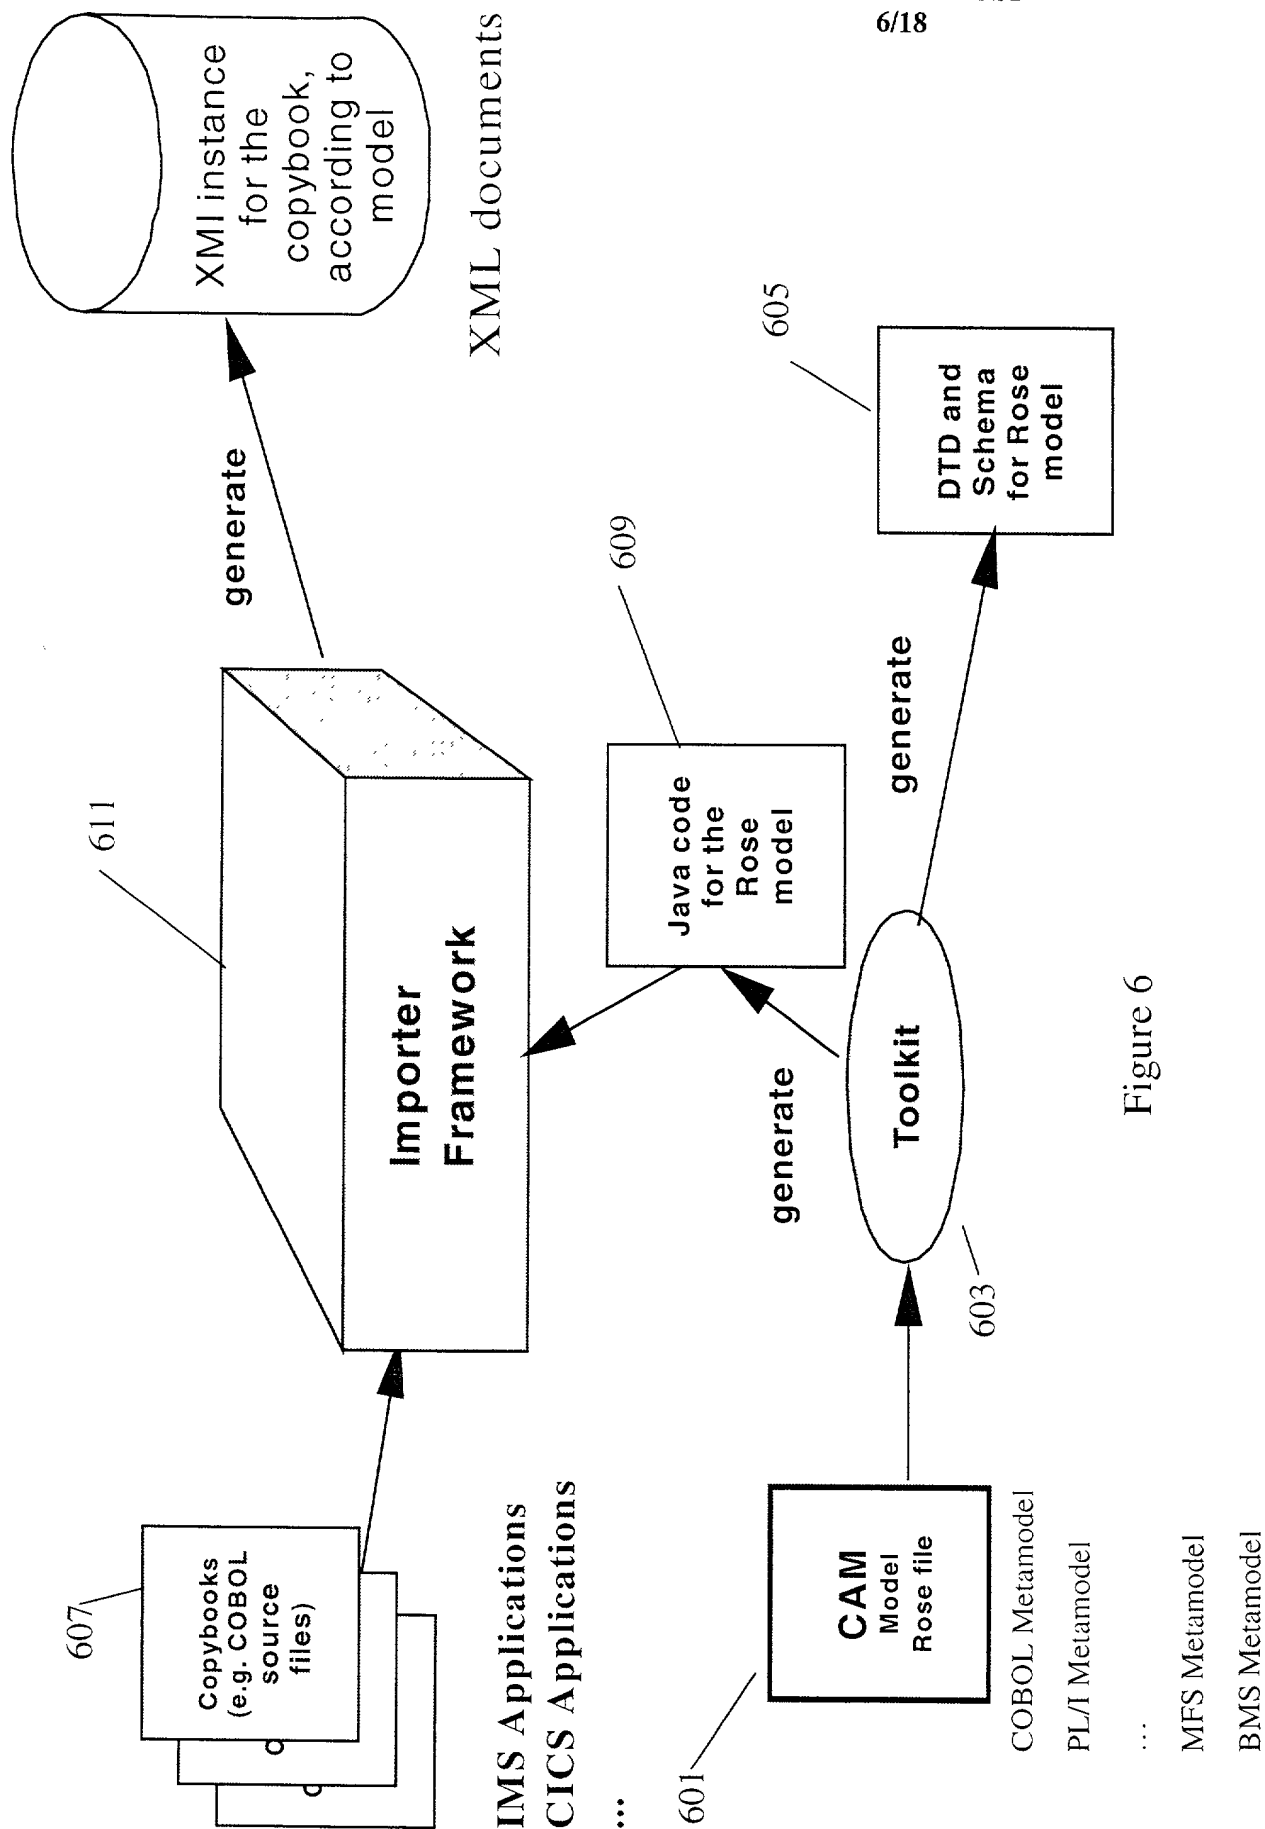 6/18
607
Copybooks
(e.g. COBOL
source
files)
C
C
IMS Applications
CICS Applications
...
611
Importer
Framework
generate
XMI instance
for the
copybook,
according to
model
XML documents
601
CAM
Model
Rose file
COBOL Metamodel
PL/I Metamodel
...
MFS Metamodel
BMS Metamodel
603
Toolkit
generate
609
Java code
for the
Rose
model
generate
605
DTD and
Schema
for Rose
model
Figure 6